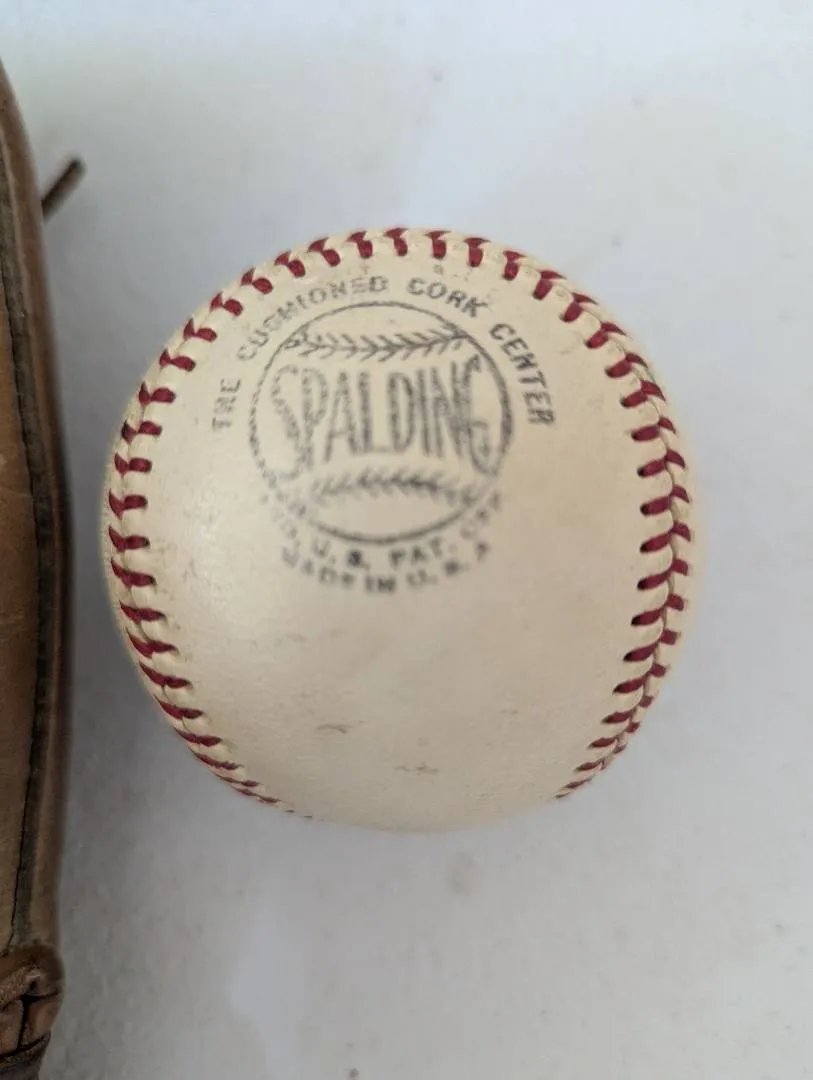 THE CUSHIONED CORK CENTER
SPALDING
U.S. PAT. OFF
MADE IN U.S.A